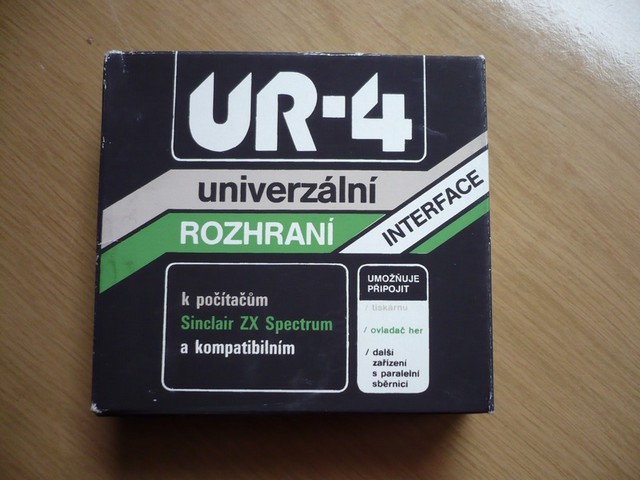 UR-4
univerzální
ROZHRANÍ
INTERFACE
k počítačům
Sinclair ZX Spectrum
a kompatibilním
UMOŽŇUJE
PŘIPOJIT
/ tiskárnu
/ ovladač her
/ další
zařízení
s paralelní
sběrnicí